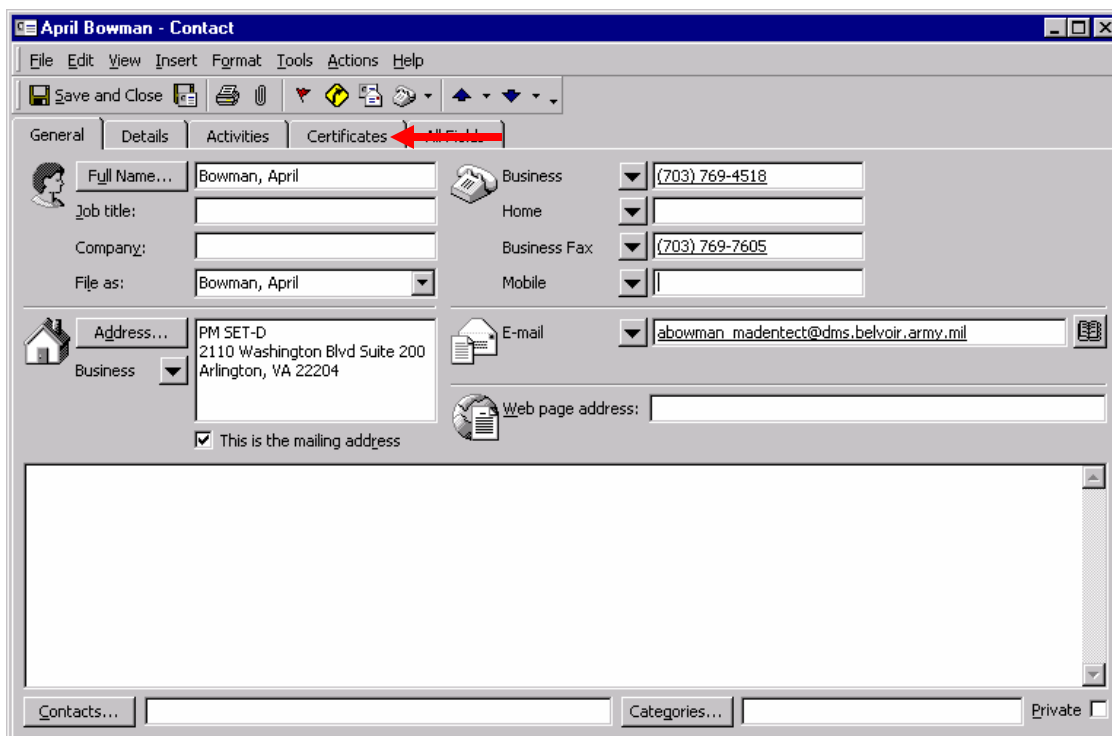 April Bowman - Contact
File Edit View Insert Format Tools Actions Help
Save and Close
General Details Activities Certificates All Fields
Full Name... Bowman, April
Job title:
Company:
File as: Bowman, April
Business (703) 769-4518
Home
Business Fax (703) 769-7605
Mobile
Address... PM SET-D
2110 Washington Blvd Suite 200
Business Arlington, VA 22204
This is the mailing address
E-mail abowman_madentect@dms.belvoir.army.mil
Web page address:
Contacts... Categories... Private